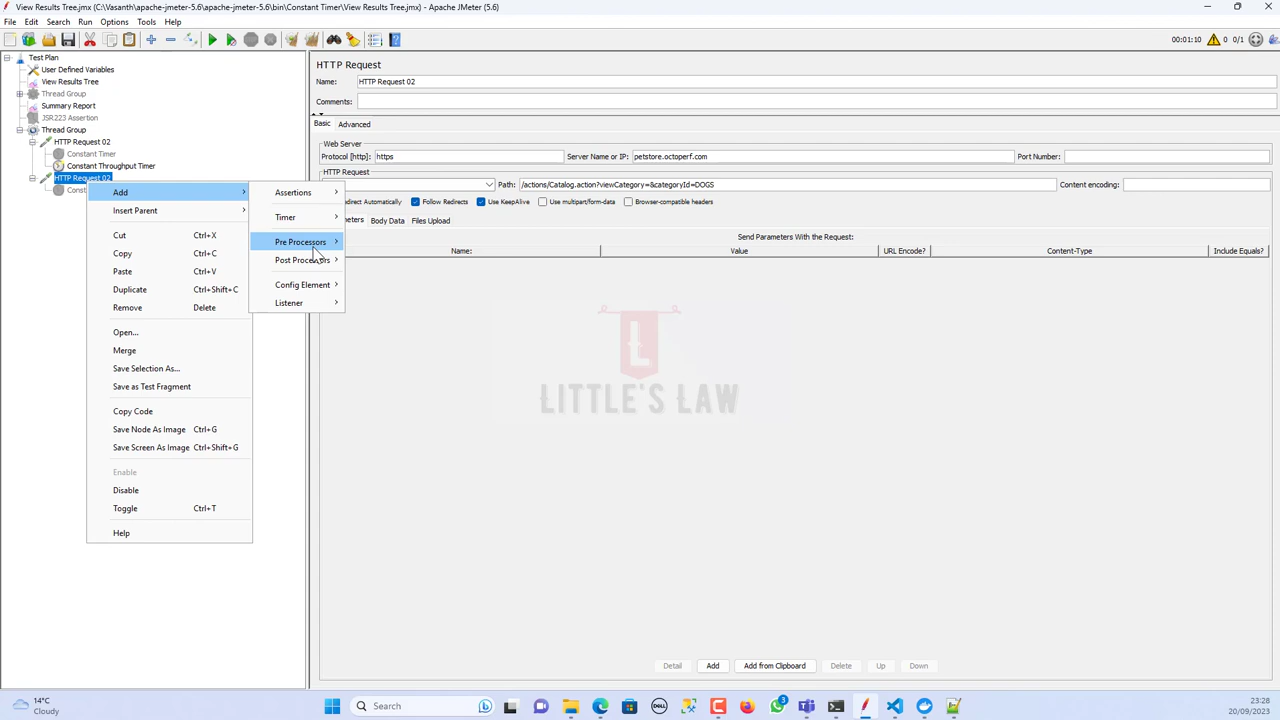 View Results Tree.jmx (C:\Vasanth\apache-jmeter-5.6\apache-jmeter-5.6\bin\Constant Timer\View Results Tree.jmx) - Apache JMeter (5.6)
File Edit Search Run Options Tools Help
00:01:10 0 0/1
Test Plan
User Defined Variables
View Results Tree
Thread Group
Summary Report
JSR223 Assertion
Thread Group
HTTP Request 02
Constant Timer
Constant Throughput Timer
HTTP Request 02
Add
Insert Parent
Cut Ctrl+X
Copy Ctrl+C
Paste Ctrl+V
Duplicate Ctrl+Shift+C
Remove Delete
Open...
Merge
Save Selection As...
Save as Test Fragment
Copy Code
Save Node As Image Ctrl+G
Save Screen As Image Ctrl+Shift+G
Enable
Disable
Toggle Ctrl+T
Help
Assertions
Timer
Pre Processors
Post Processors
Config Element
Listener
HTTP Request
Name: HTTP Request 02
Comments:
Basic Advanced
Web Server
Protocol [http]: https Server Name or IP: petstore.octoperf.com Port Number:
HTTP Request
Path: /actions/Catalog.action?viewCategory=&categoryId=DOGS Content encoding:
direct Automatically Follow Redirects Use KeepAlive Use multipart/form-data Browser-compatible headers
meters Body Data Files Upload
Send Parameters With the Request:
Name: Value URL Encode? Content-Type Include Equals?
L
LITTLE'S LAW
Detail Add Add from Clipboard Delete Up Down
14°C
Cloudy
Search
DELL
3
23:28
20/09/2023